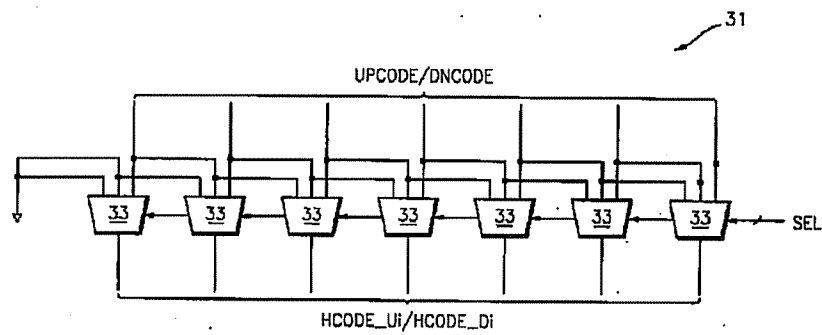 31
UPCODE/DNCODE
33 33 33 33 33 33 33
SEL
HCODE_Ui/HCODE_Di